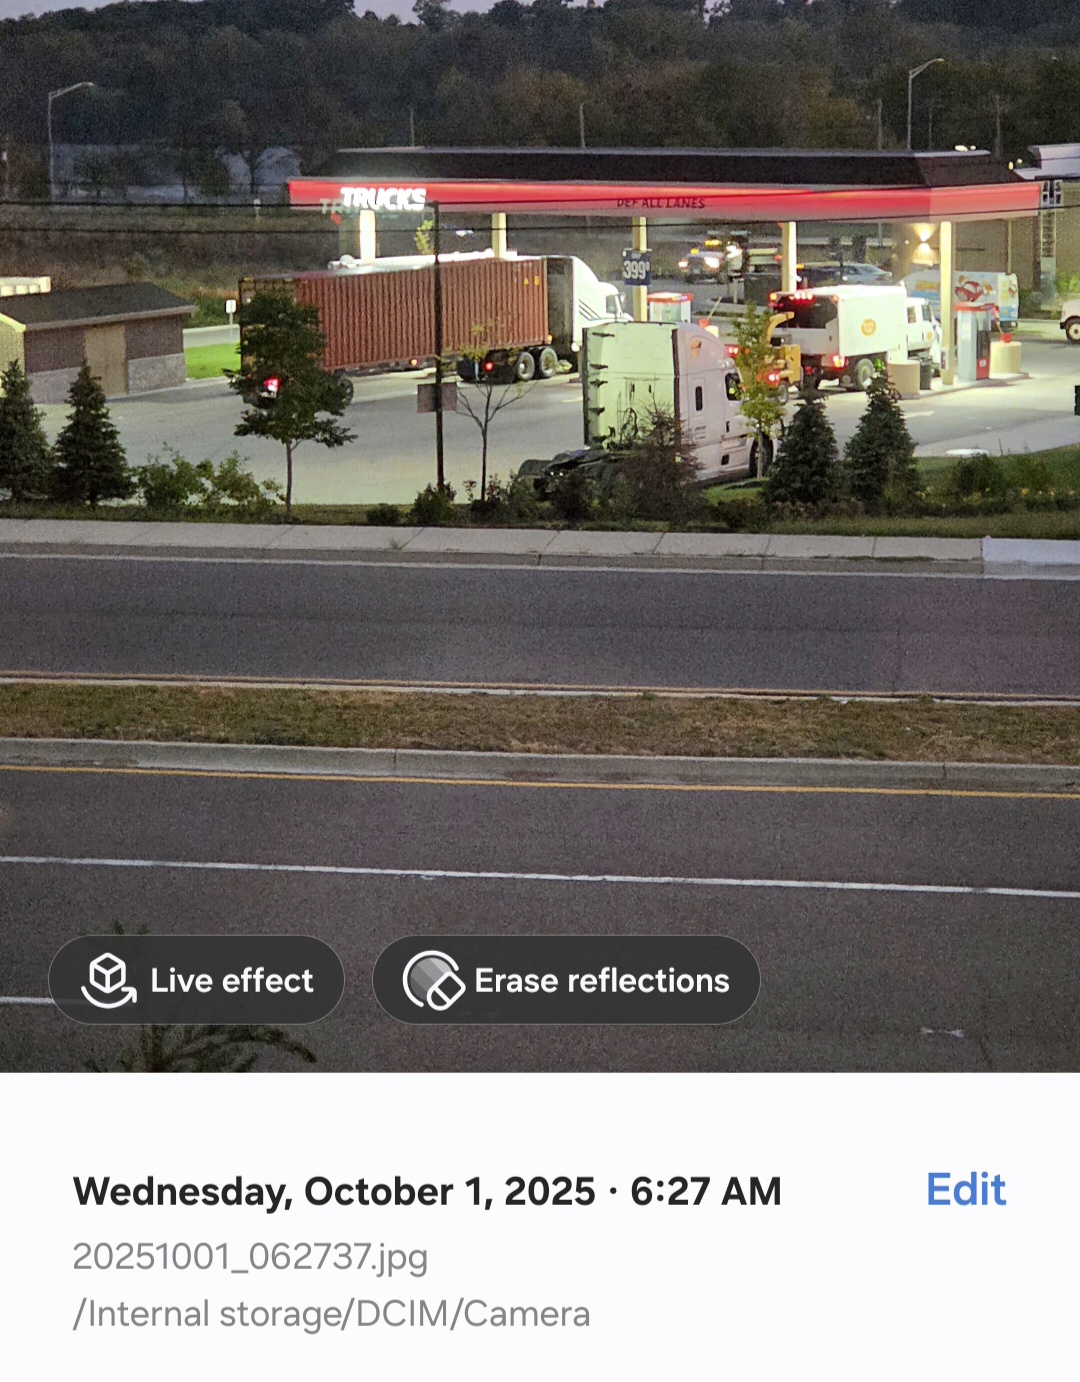 TRUCKS
DEF ALL LANES
399⁹
Live effect
Erase reflections
Wednesday, October 1, 2025 · 6:27 AM
Edit
20251001_062737.jpg
/Internal storage/DCIM/Camera